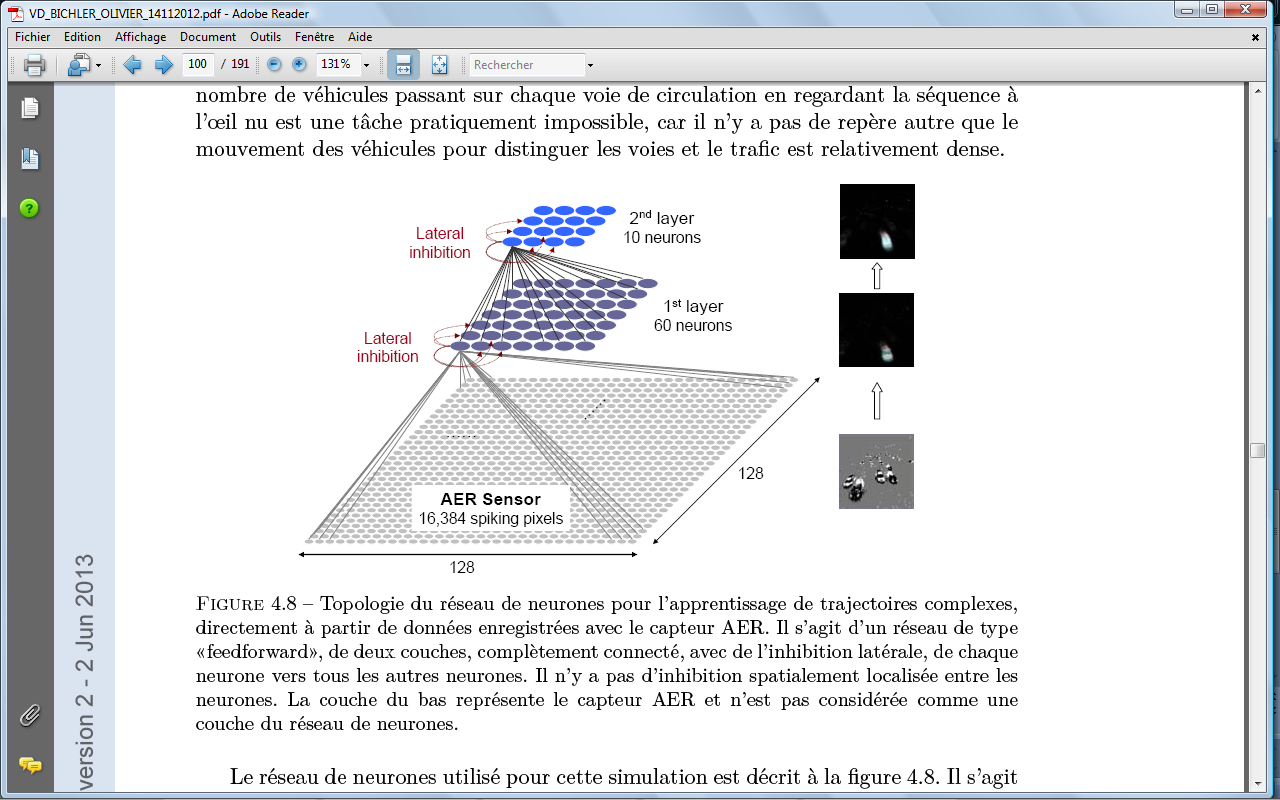 VD_BICHLER_OLIVIER_14112012.pdf - Adobe Reader
Fichier Edition Affichage Document Outils Fenêtre Aide
100 / 191 131% Rechercher
nombre de véhicules passant sur chaque voie de circulation en regardant la séquence à
l'œil nu est une tâche pratiquement impossible, car il n'y a pas de repère autre que le
mouvement des véhicules pour distinguer les voies et le trafic est relativement dense.
Lateral
inhibition
2nd layer
10 neurons
1st layer
60 neurons
Lateral
inhibition
128
AER Sensor
16,384 spiking pixels
128
FIGURE 4.8 – Topologie du réseau de neurones pour l'apprentissage de trajectoires complexes,
directement à partir de données enregistrées avec le capteur AER. Il s'agit d'un réseau de type
«feedforward», de deux couches, complètement connecté, avec de l'inhibition latérale, de chaque
neurone vers tous les autres neurones. Il n'y a pas d'inhibition spatialement localisée entre les
neurones. La couche du bas représente le capteur AER et n'est pas considérée comme une
couche du réseau de neurones.
Le réseau de neurones utilisé pour cette simulation est décrit à la figure 4.8. Il s'agit
version 2 - 2 Jun 2013